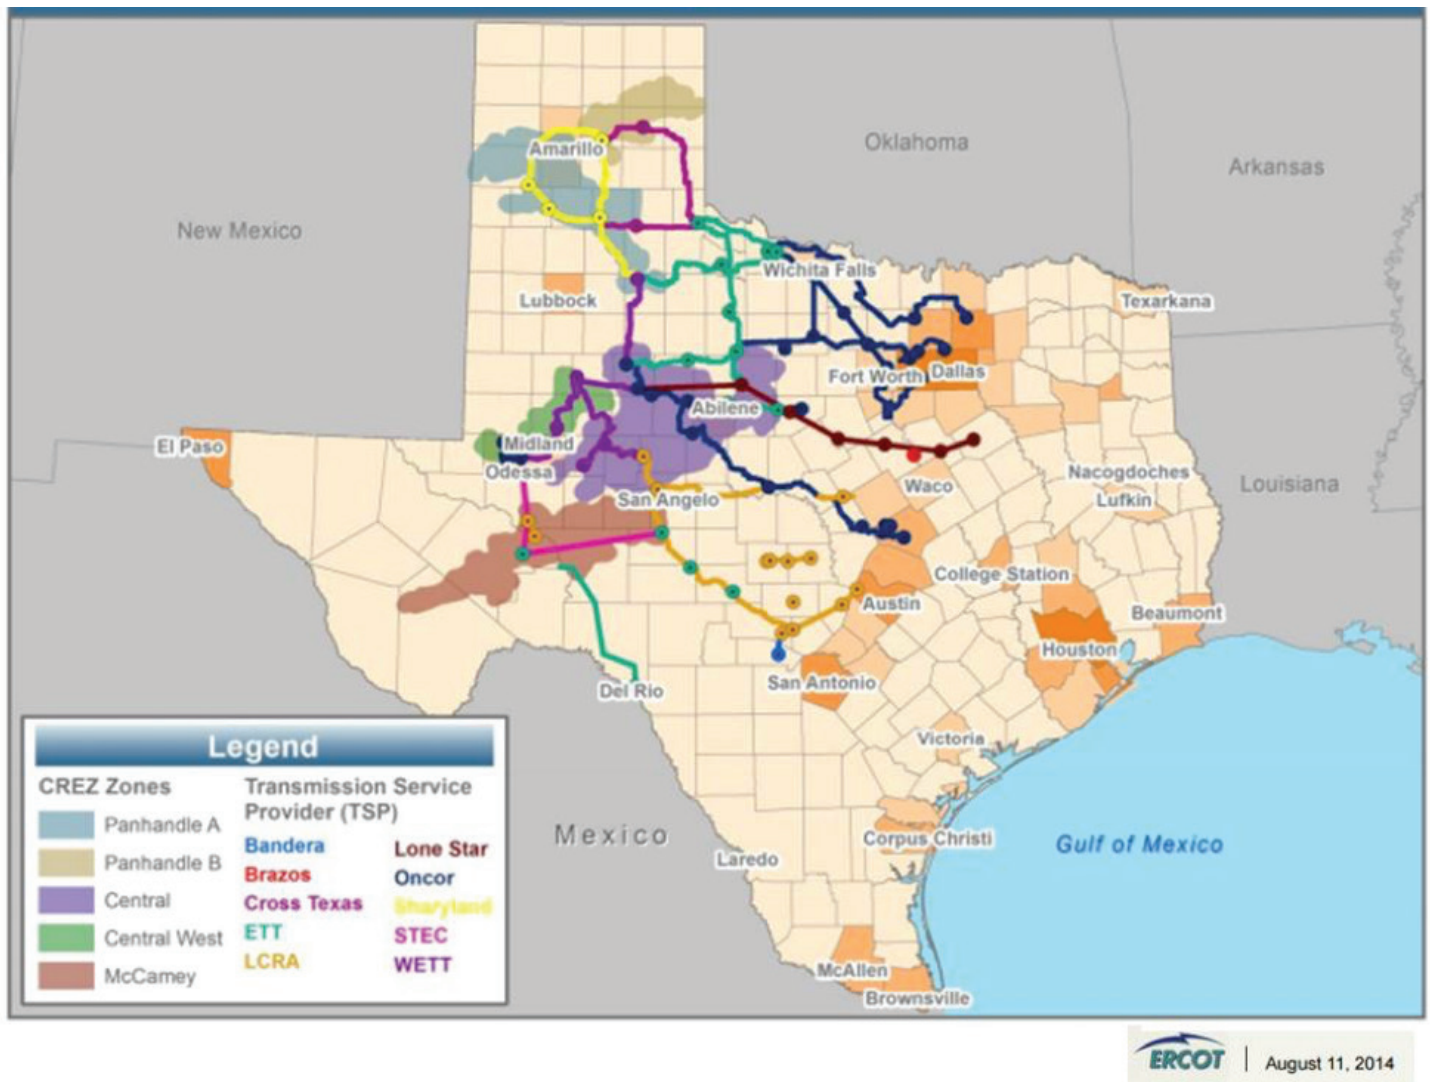 Oklahoma
Arkansas
Amarillo
New Mexico
Wichita Falls
Lubbock
Texarkana
Fort Worth
Dallas
Abilene
El Paso
Midland
Odessa
Nacogdoches
Lufkin
Louisiana
Waco
San Angelo
College Station
Austin
Beaumont
Houston
San Antonio
Del Rio
Victoria
Mexico
Corpus Christi
Gulf of Mexico
Laredo
McAllen
Brownsville
Legend
CREZ Zones
Panhandle A
Panhandle B
Central
Central West
McCamey
Transmission Service
Provider (TSP)
Bandera
Brazos
Cross Texas
ETT
LCRA
Lone Star
Oncor
Sharyland
STEC
WETT
ERCOT
August 11, 2014